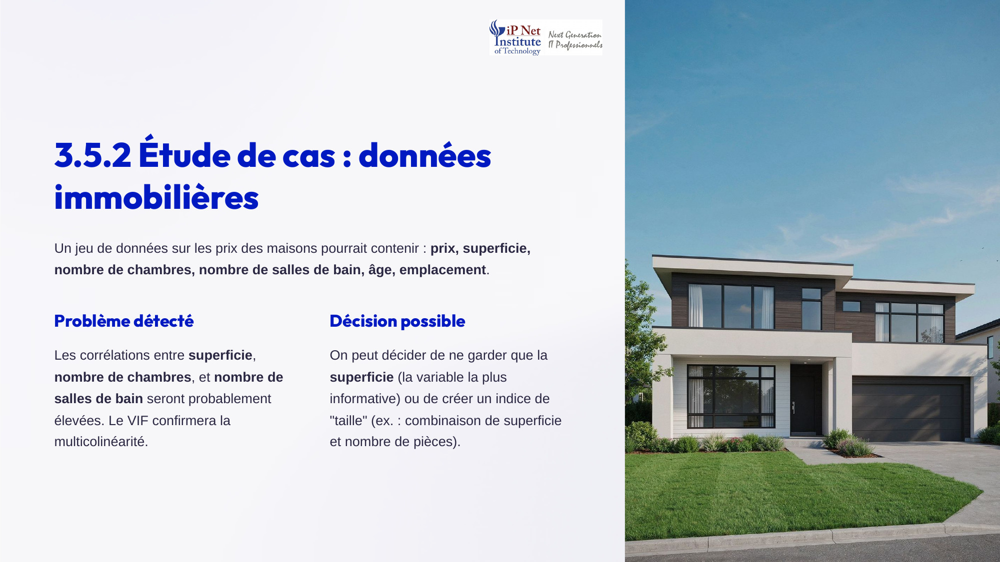 iP Net
Institute
of Technology
Next Generation
IT Professionnels
3.5.2 Étude de cas : données
immobilières
Un jeu de données sur les prix des maisons pourrait contenir : prix, superficie,
nombre de chambres, nombre de salles de bain, âge, emplacement.
Problème détecté
Les corrélations entre superficie,
nombre de chambres, et nombre de
salles de bain seront probablement
élevées. Le VIF confirmera la
multicolinéarité.
Décision possible
On peut décider de ne garder que la
superficie (la variable la plus
informative) ou de créer un indice de
"taille" (ex. : combinaison de superficie
et nombre de pièces).